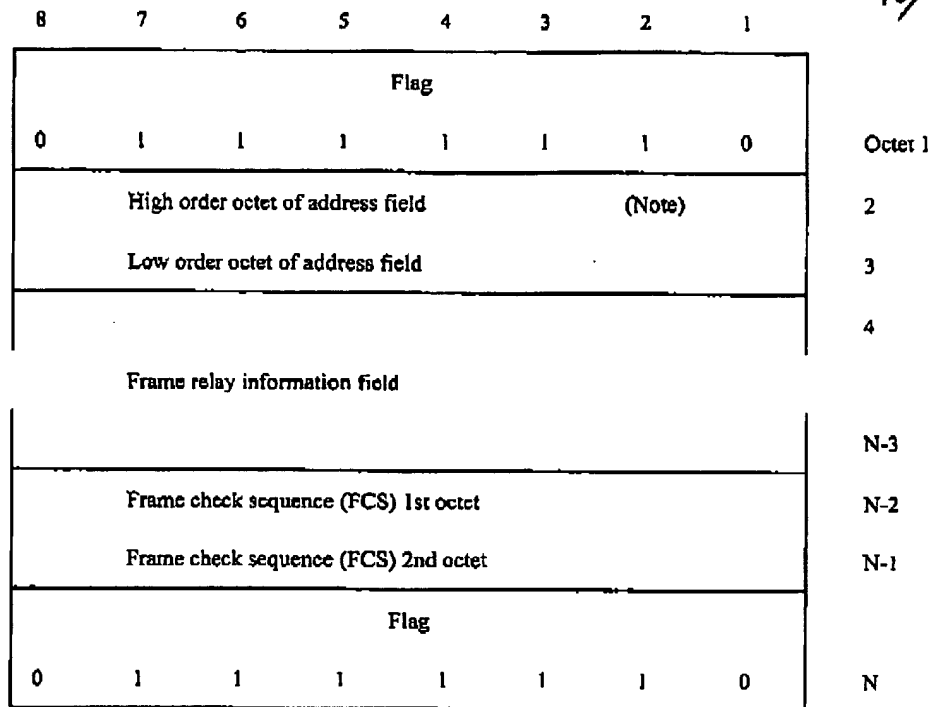 8 7 6 5 4 3 2 1
Flag
0 1 1 1 1 1 1 0 Octet 1
High order octet of address field (Note) 2
Low order octet of address field 3
4
Frame relay information field
N-3
Frame check sequence (FCS) 1st octet N-2
Frame check sequence (FCS) 2nd octet N-1
Flag
0 1 1 1 1 1 1 0 N